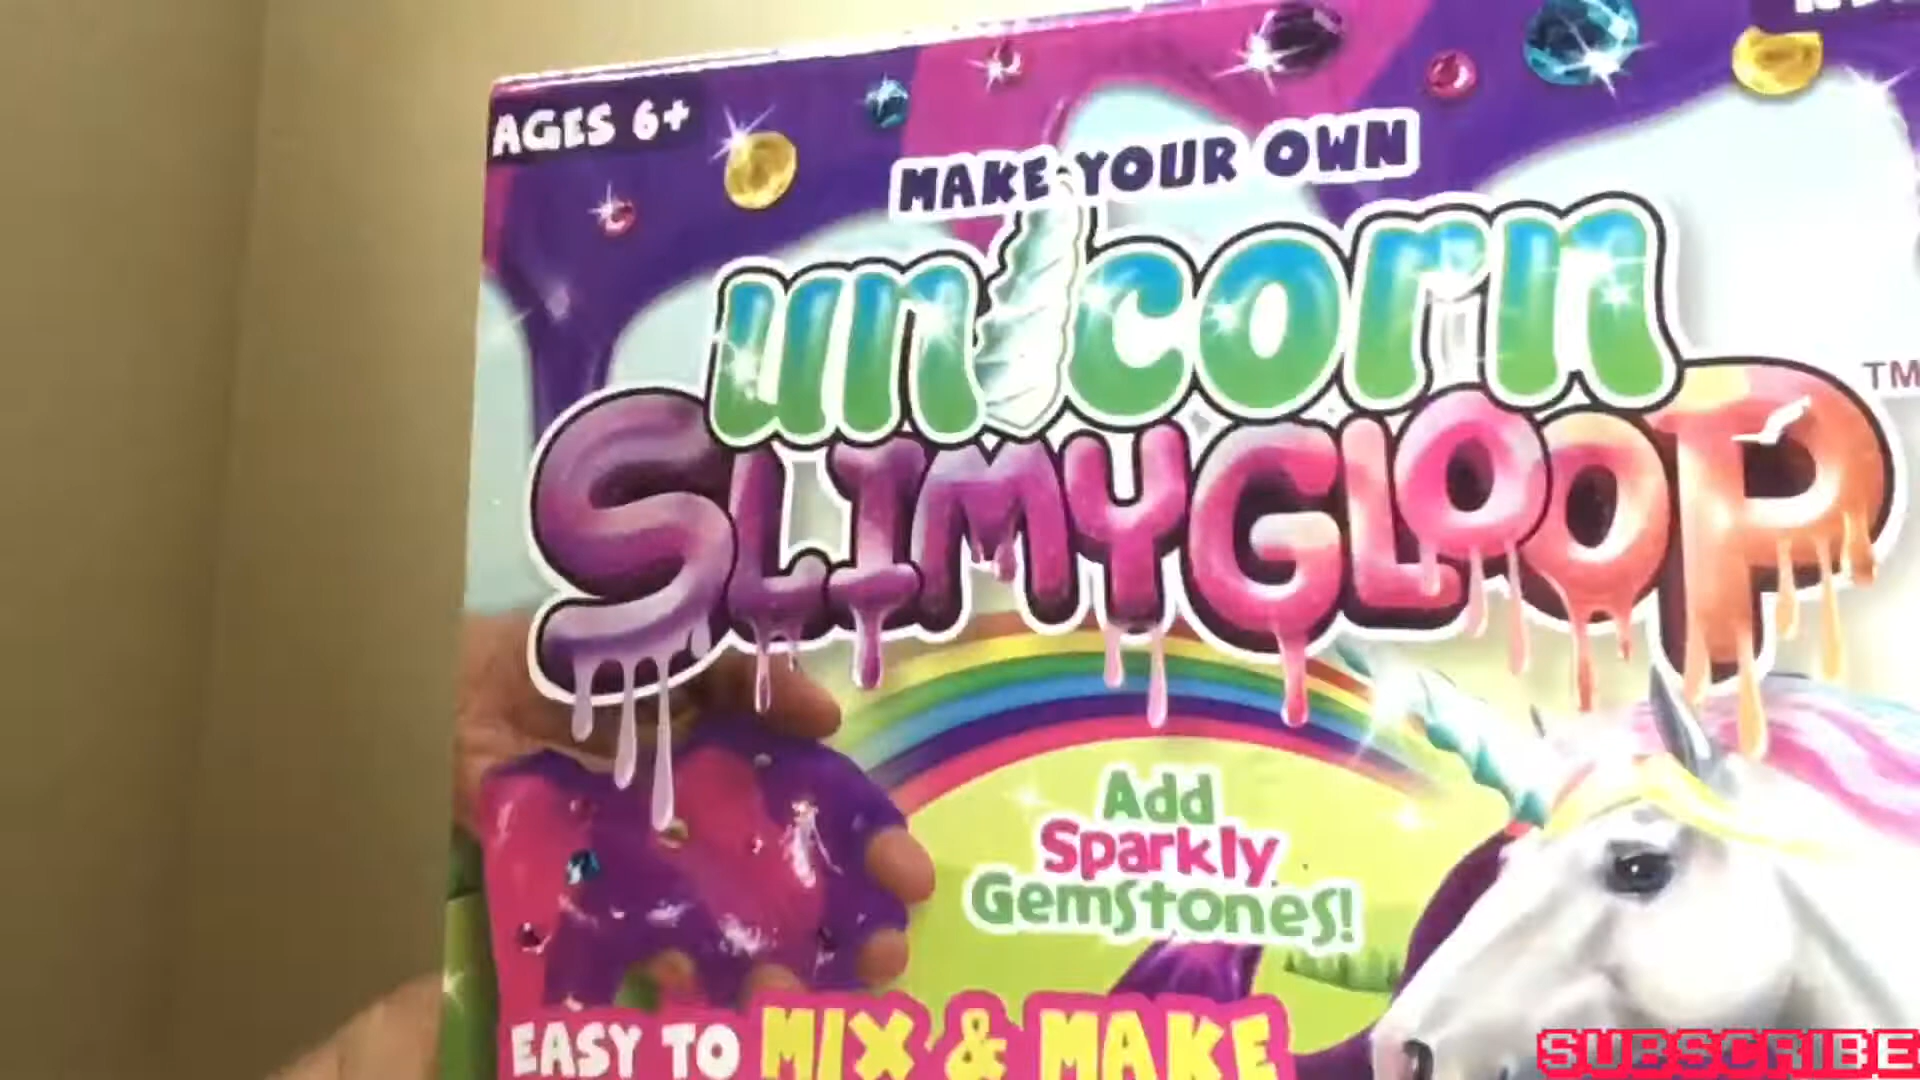 AGES 6+
MAKE YOUR OWN
unicorn
SLIMYGLOOP
TM
Add
Sparkly
Gemstones!
EASY TO MIX & MAKE
SUBSCRIBE